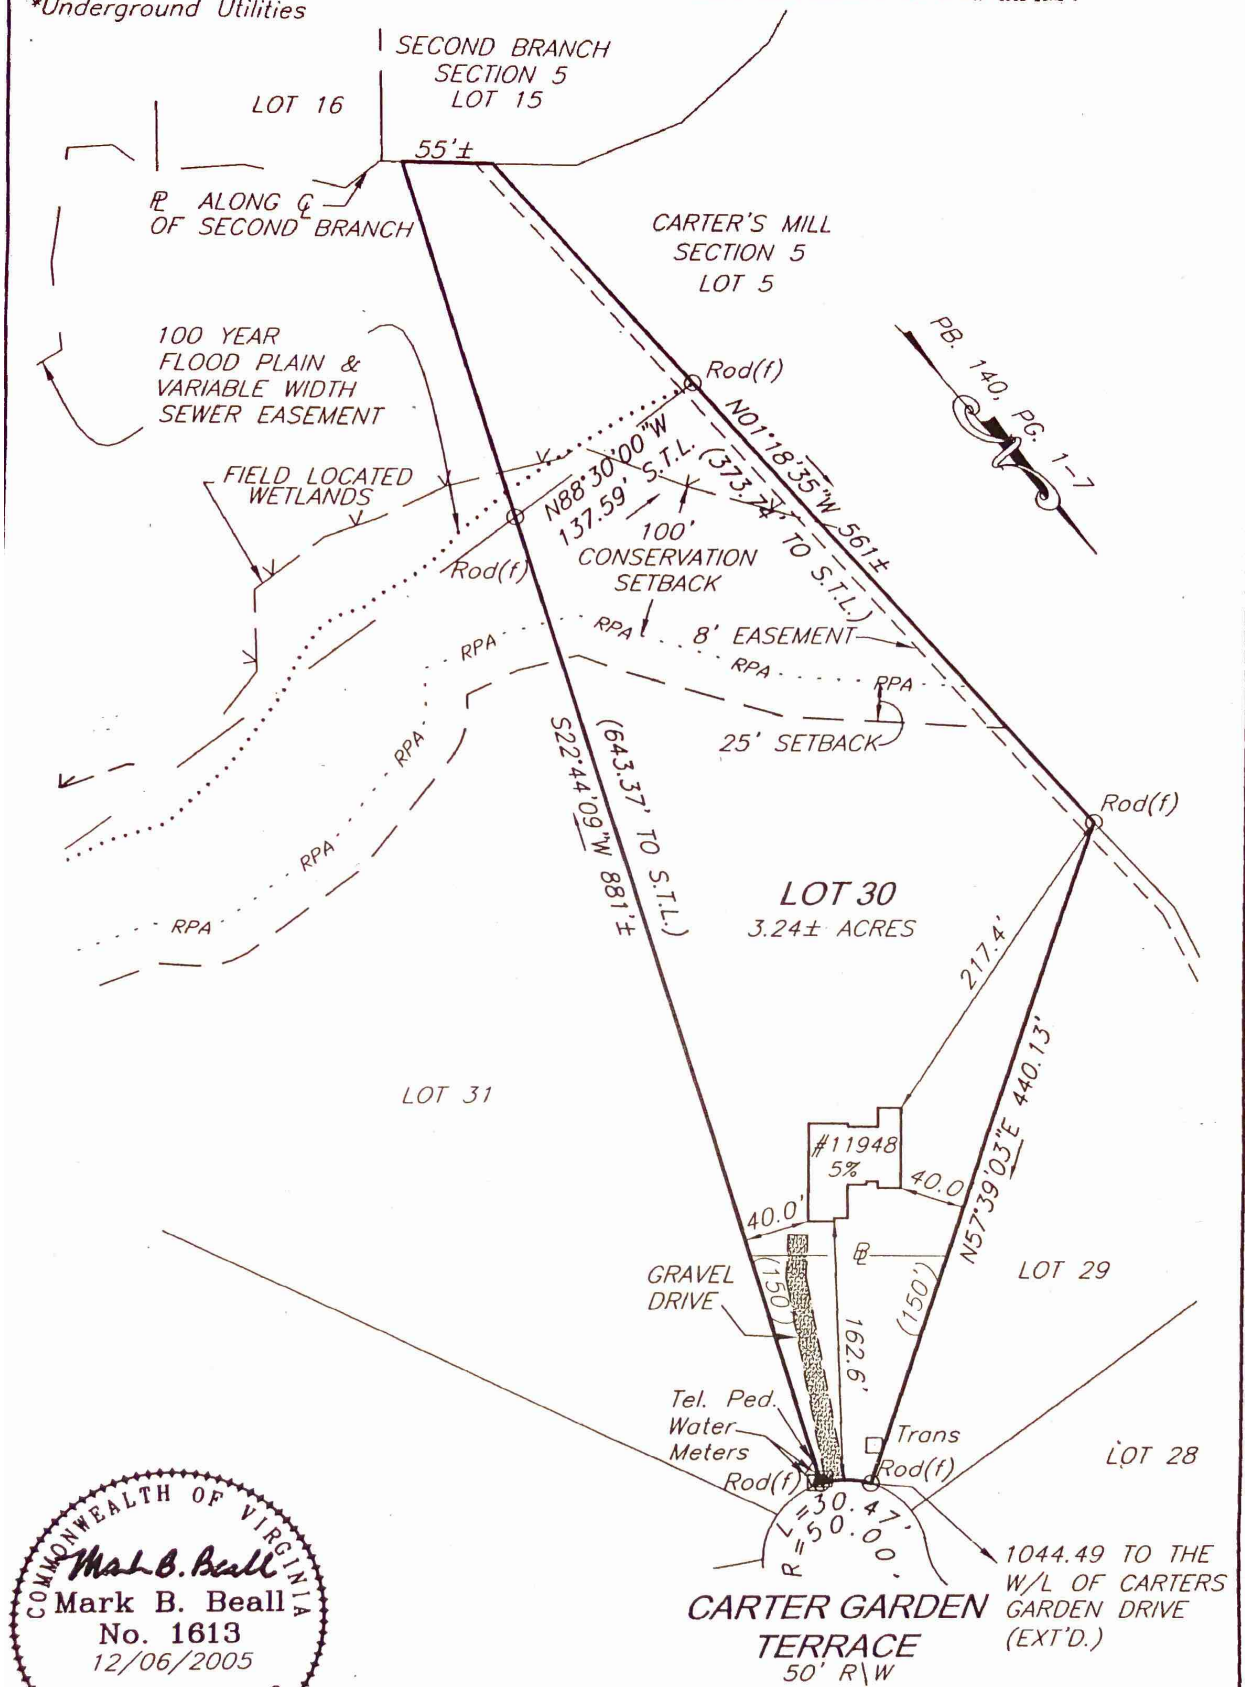 *Underground Utilities
SECOND BRANCH
SECTION 5
LOT 15
LOT 16
55'±
℄ ALONG ℄
OF SECOND BRANCH
CARTER'S MILL
SECTION 5
LOT 5
100 YEAR
FLOOD PLAIN &
VARIABLE WIDTH
SEWER EASEMENT
PB. 140, PG. 1-7
Rod(f)
N01°18'35"W 561±
(373.74' TO S.T.L.)
FIELD LOCATED
WETLANDS
N88°30'00"W
137.59' S.T.L.
100'
CONSERVATION
SETBACK
Rod(f)
RPA
RPA
8' EASEMENT
RPA
RPA
25' SETBACK
RPA
RPA
RPA
(643.37' TO S.T.L.)
S22°44'09"W 881'±
Rod(f)
LOT 30
3.24± ACRES
217.4'
LOT 31
#11948
5%
40.0'
40.0
N57°39'03"E 440.13'
LOT 29
GRAVEL
DRIVE
(150')
(150')
162.6'
Tel. Ped.
Water
Meters
Trans
LOT 28
Rod(f)
Rod(f)
L=30.47'
R=50.00'
1044.49 TO THE
W/L OF CARTERS
GARDEN DRIVE
(EXT'D.)
CARTER GARDEN
TERRACE
50' R\W
COMMONWEALTH OF VIRGINIA
Mark B. Beall
Mark B. Beall
No. 1613
12/06/2005